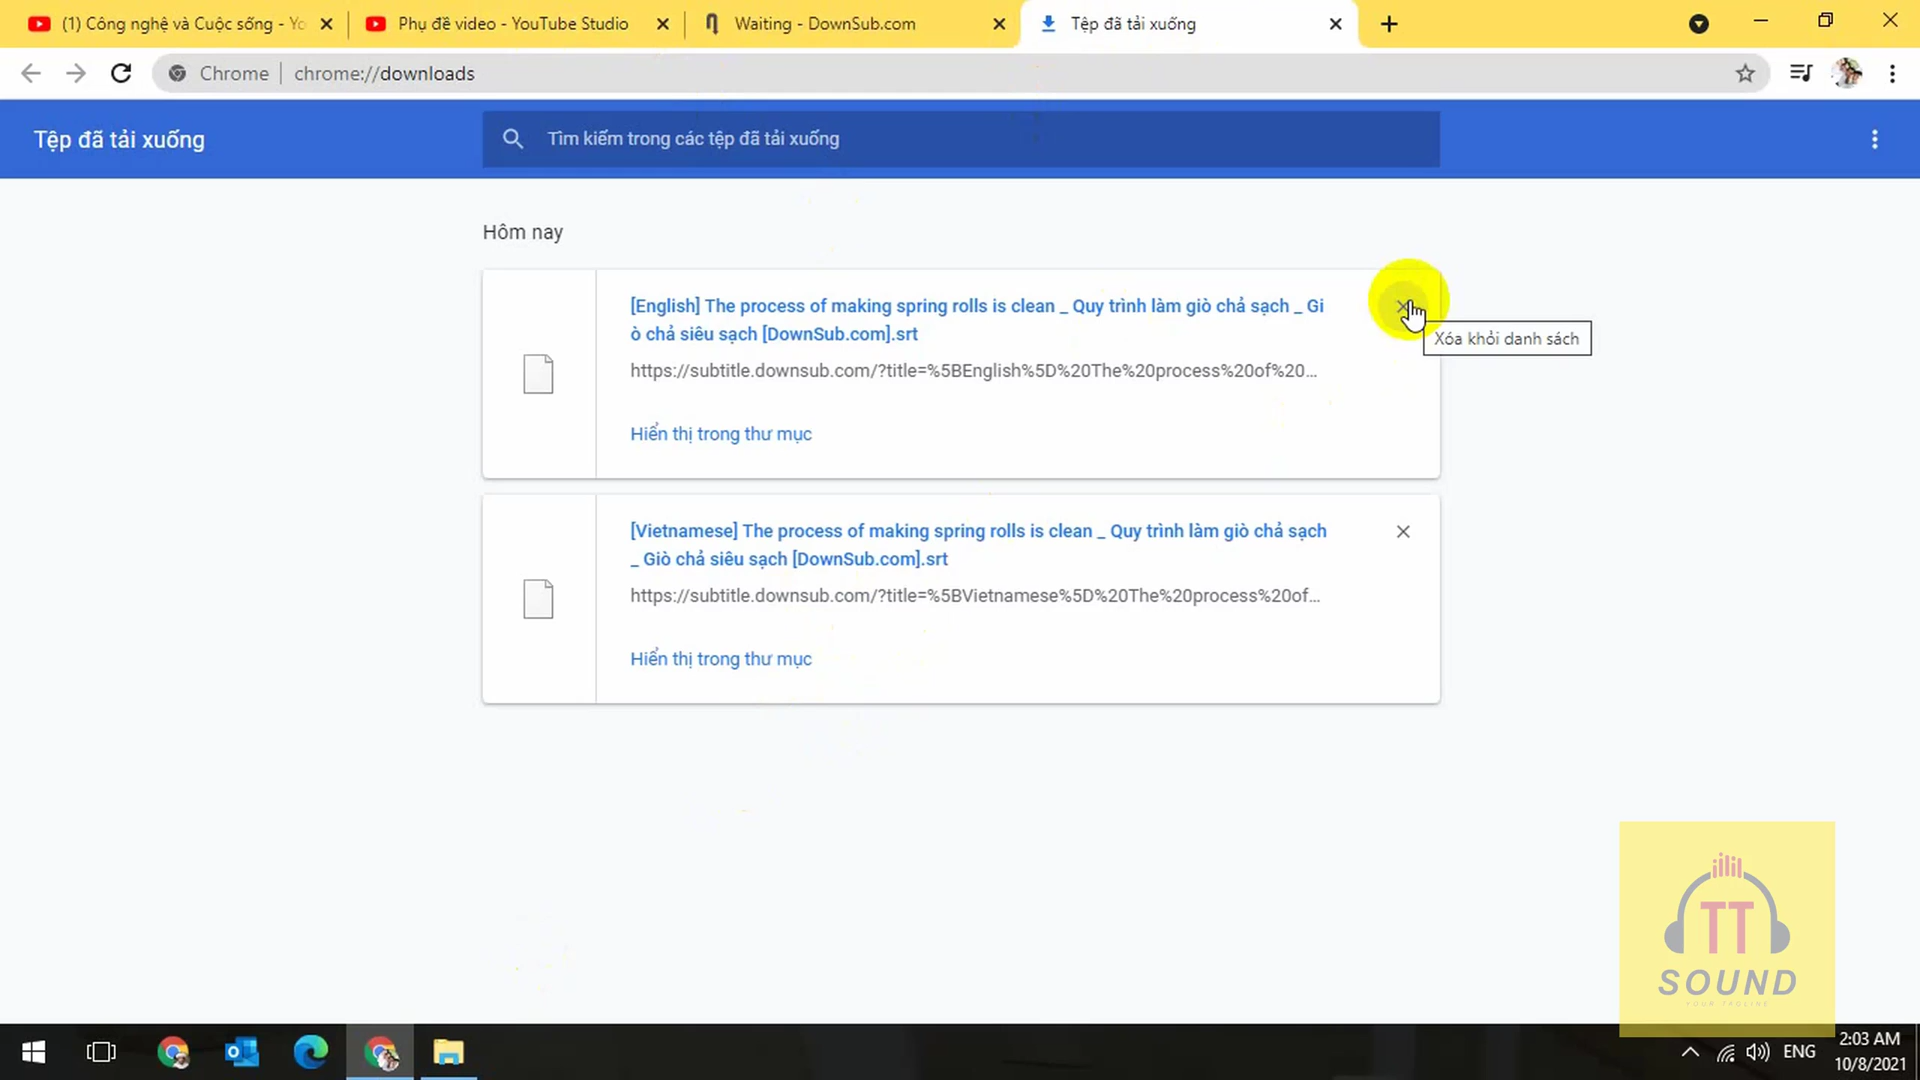 (1) Công nghệ và Cuộc sống - Yo
Phụ đề video - YouTube Studio
Waiting - DownSub.com
Tệp đã tải xuống
Chrome
chrome://downloads
Tệp đã tải xuống
Tìm kiếm trong các tệp đã tải xuống
Hôm nay
[English] The process of making spring rolls is clean _ Quy trình làm giò chả sạch _ Gi
ò chả siêu sạch [DownSub.com].srt
Xóa khỏi danh sách
https://subtitle.downsub.com/?title=%5BEnglish%5D%20The%20process%20of%20...
Hiển thị trong thư mục
[Vietnamese] The process of making spring rolls is clean _ Quy trình làm giò chả sạch
_ Giò chả siêu sạch [DownSub.com].srt
https://subtitle.downsub.com/?title=%5BVietnamese%5D%20The%20process%20of...
Hiển thị trong thư mục
TT
SOUND
YOUR TAGLINE
ENG
2:03 AM
10/8/2021